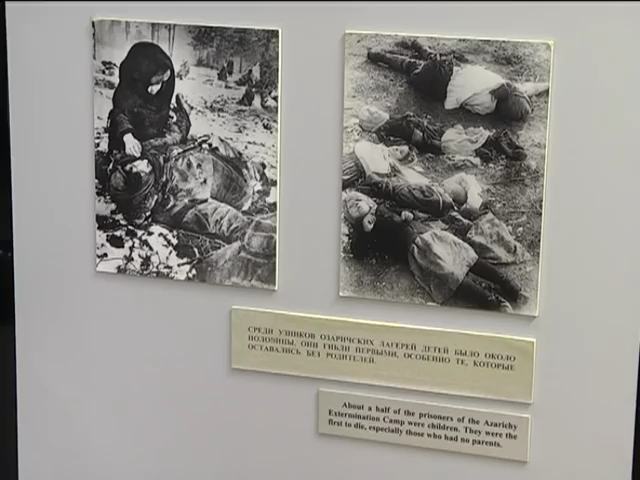 СРЕДИ УЗНИКОВ ОЗАРИЧСКИХ ЛАГЕРЕЙ ДЕТЕЙ БЫЛО ОКОЛО
ПОЛОВИНЫ. ОНИ ГИБЛИ ПЕРВЫМИ, ОСОБЕННО ТЕ, КОТОРЫЕ
ОСТАВАЛИСЬ БЕЗ РОДИТЕЛЕЙ.
About a half of the prisoners of the Azarichy
Extermination Camp were children. They were the
first to die, especially those who had no parents.